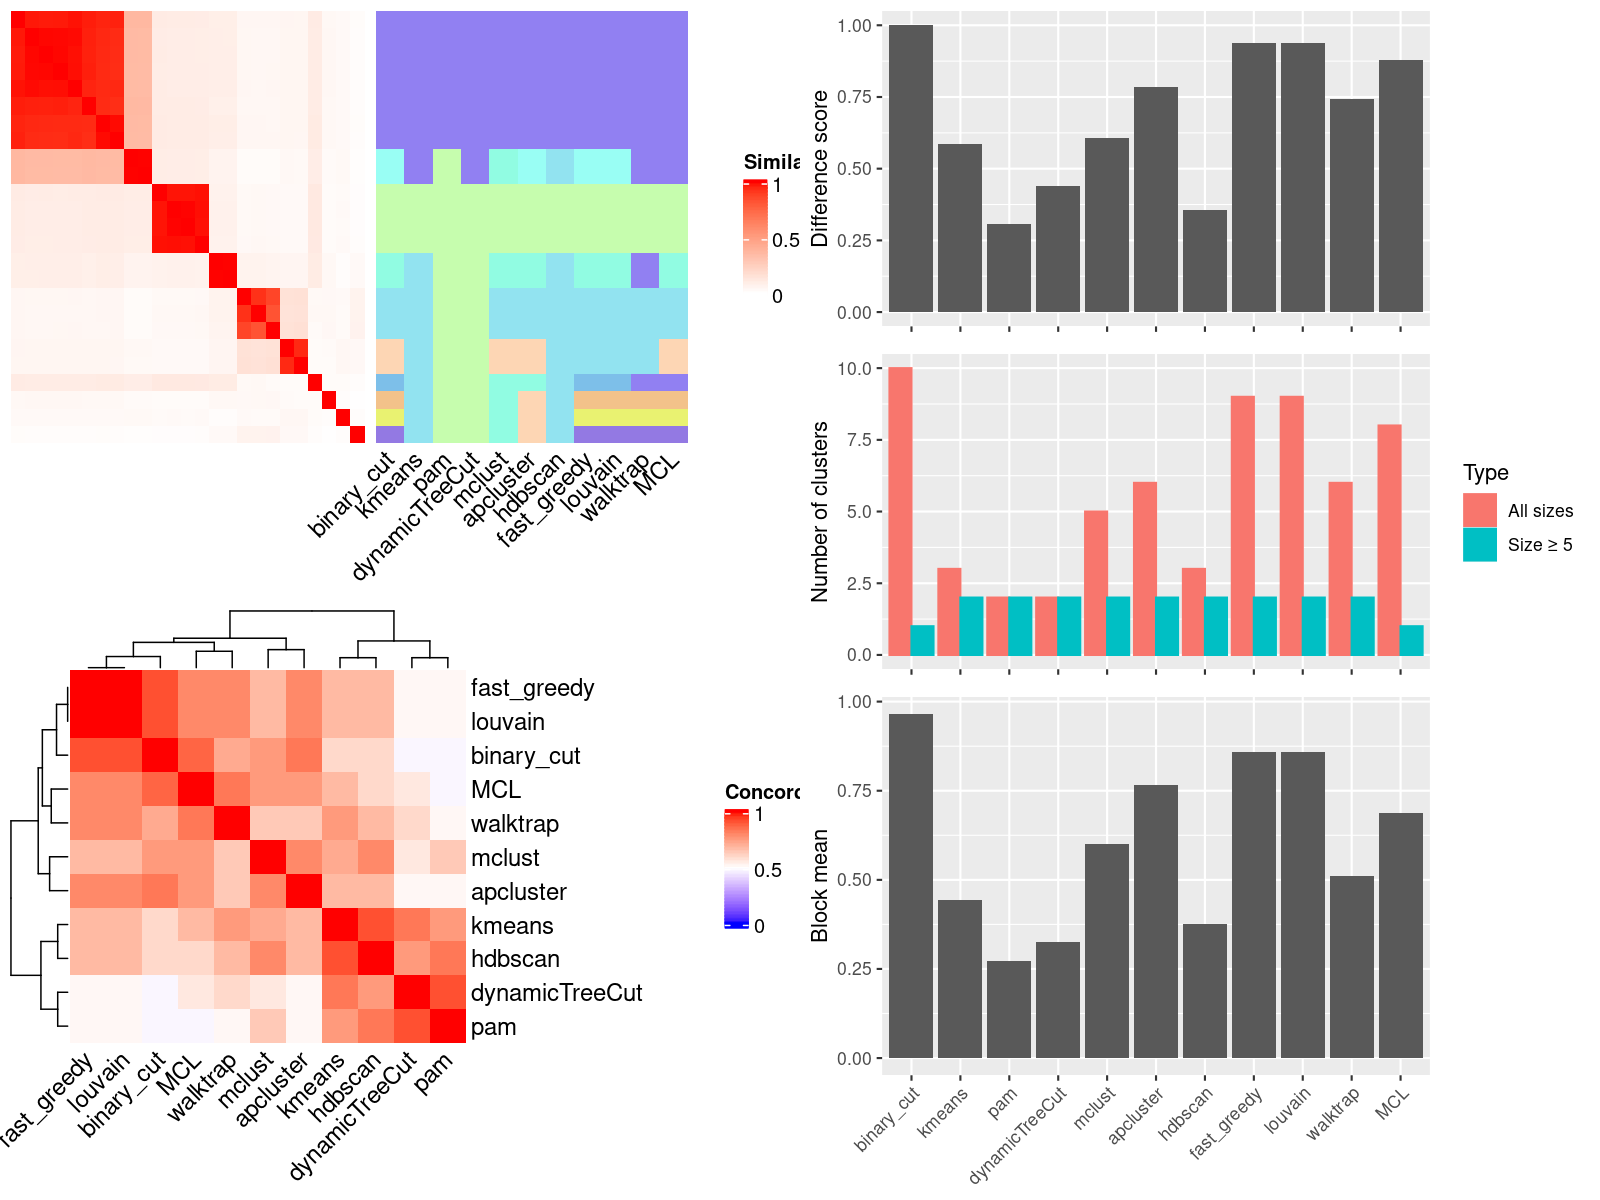 Simila
1
0.5
0
binary_cut
kmeans
pam
dynamicTreeCut
mclust
apcluster
hdbscan
fast_greedy
louvain
walktrap
MCL
fast_greedy
louvain
binary_cut
MCL
walktrap
mclust
apcluster
kmeans
hdbscan
dynamicTreeCut
pam
fast_greedy
louvain
binary_cut
MCL
walktrap
mclust
apcluster
kmeans
hdbscan
dynamicTreeCut
pam
Concord
1
0.5
0
Difference score
1.00
0.75
0.50
0.25
0.00
Number of clusters
10.0
7.5
5.0
2.5
0.0
Type
All sizes
Size ≥ 5
Block mean
1.00
0.75
0.50
0.25
0.00
binary_cut
kmeans
pam
dynamicTreeCut
mclust
apcluster
hdbscan
fast_greedy
louvain
walktrap
MCL